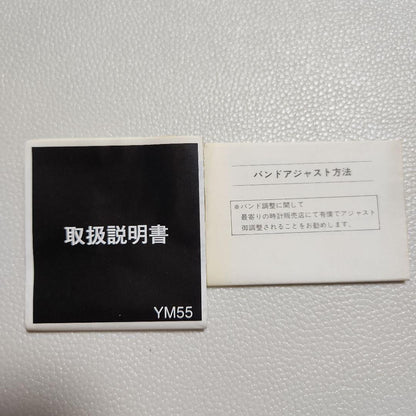 取扱説明書
YM55
バンドアジャスト方法
※バンド調整に関して
最寄りの時計販売店にて有償でアジャスト
御調整されることをお勧めします。